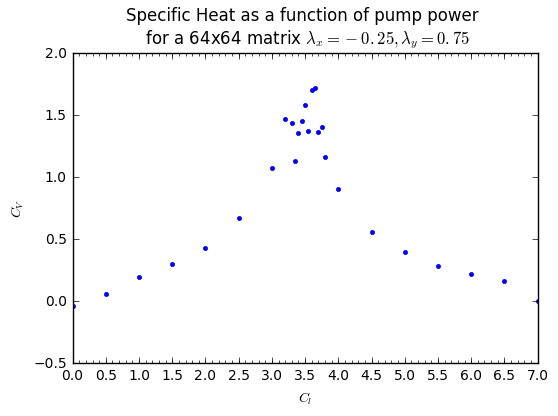 Specific Heat as a function of pump power
for a 64x64 matrix λx = −0.25, λy = 0.75
2.0
1.5
1.0
0.5
0.0
−0.5
CV
0.0 0.5 1.0 1.5 2.0 2.5 3.0 3.5 4.0 4.5 5.0 5.5 6.0 6.5 7.0
Cl